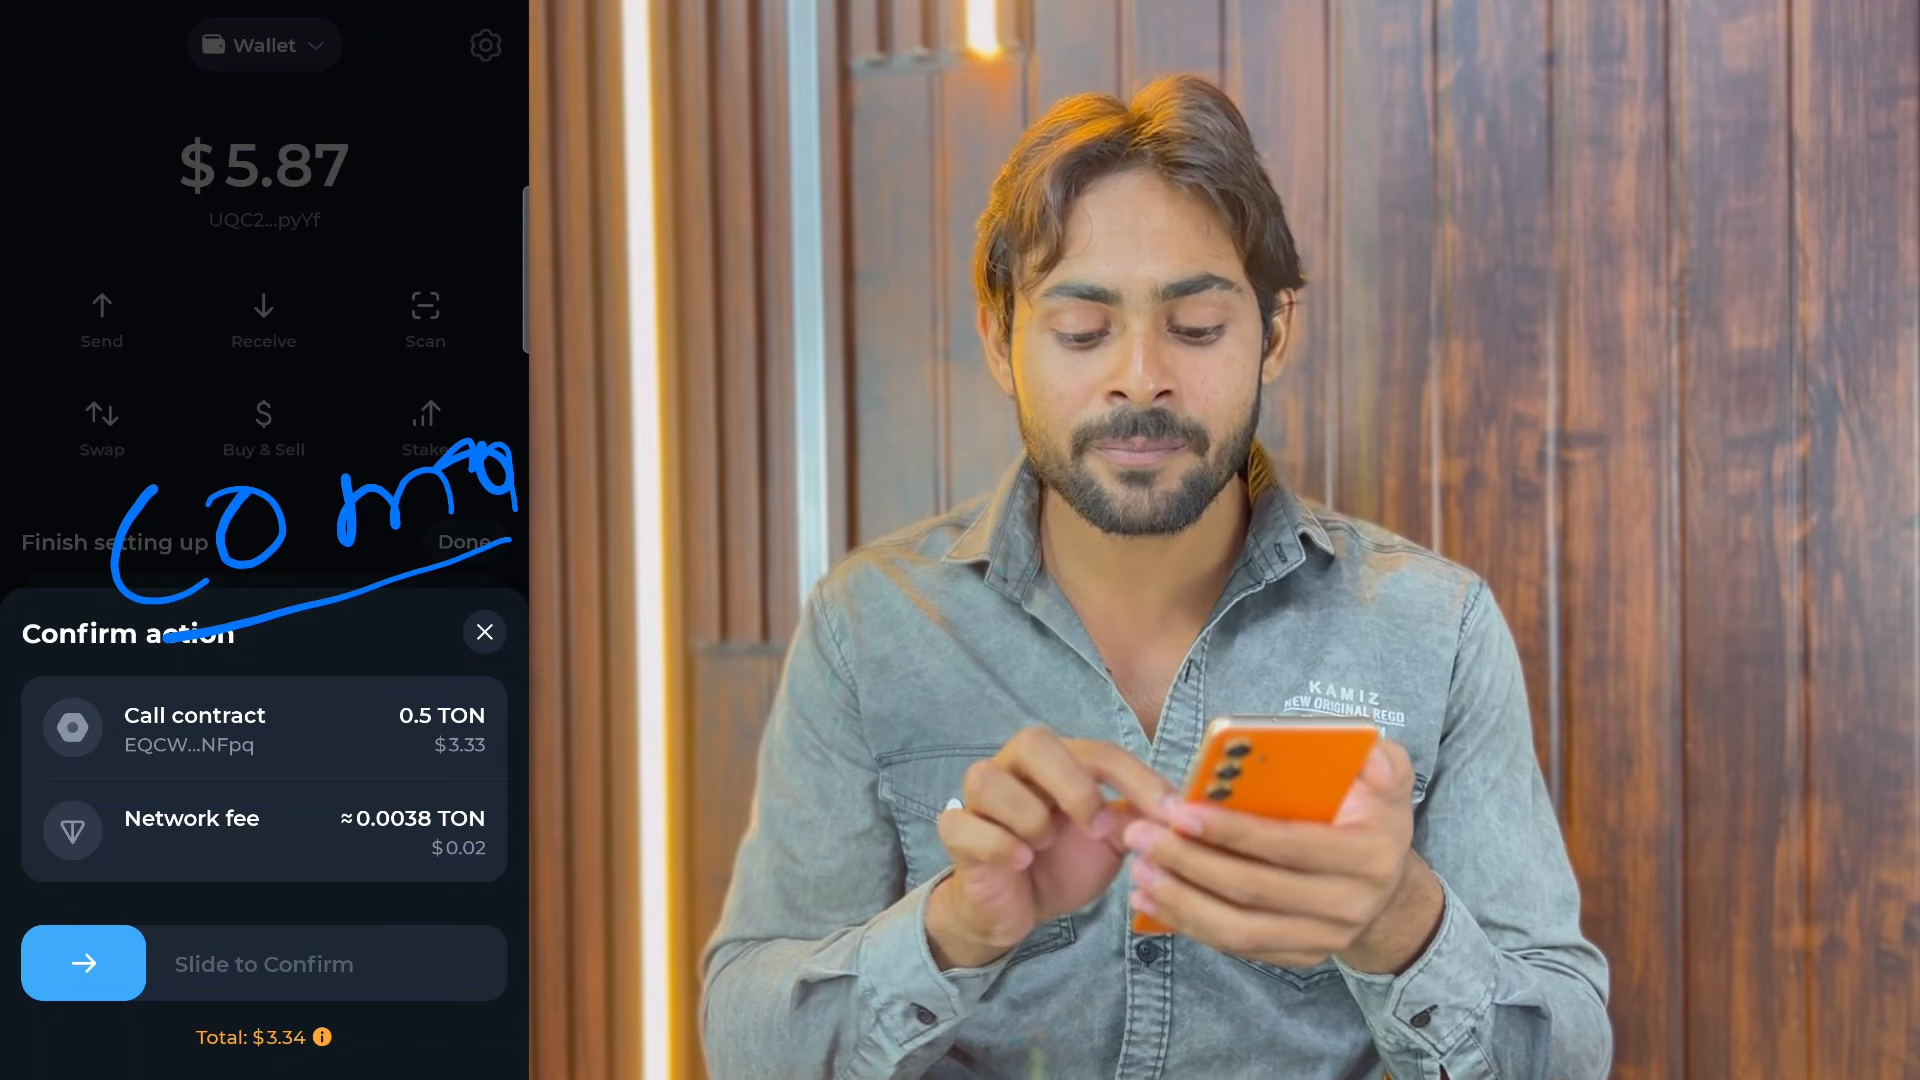 Wallet
$5.87
UQC2...pyYf
Send
Receive
Scan
Swap
Buy & Sell
Stake
Finish setting up
Done
Confirm action
Call contract
0.5 TON
EQCW...NFpq
$3.33
Network fee
≈0.0038 TON
$0.02
Slide to Confirm
Total: $3.34
KAMIZ
NEW ORIGINAL REGD